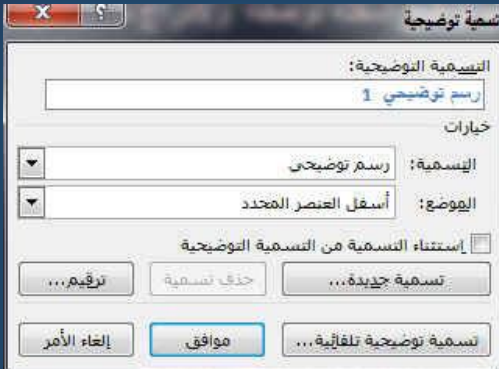 تسمية توضيحية
التسمية التوضيحية:
رسم توضيحي 1
خيارات
التسمية: رسم توضيحي
الموضع: أسفل العنصر المحدد
إستثناء التسمية من التسمية التوضيحية
تسمية جديدة... حذف تسمية ترقيم...
تسمية توضيحية تلقائية... موافق إلغاء الأمر